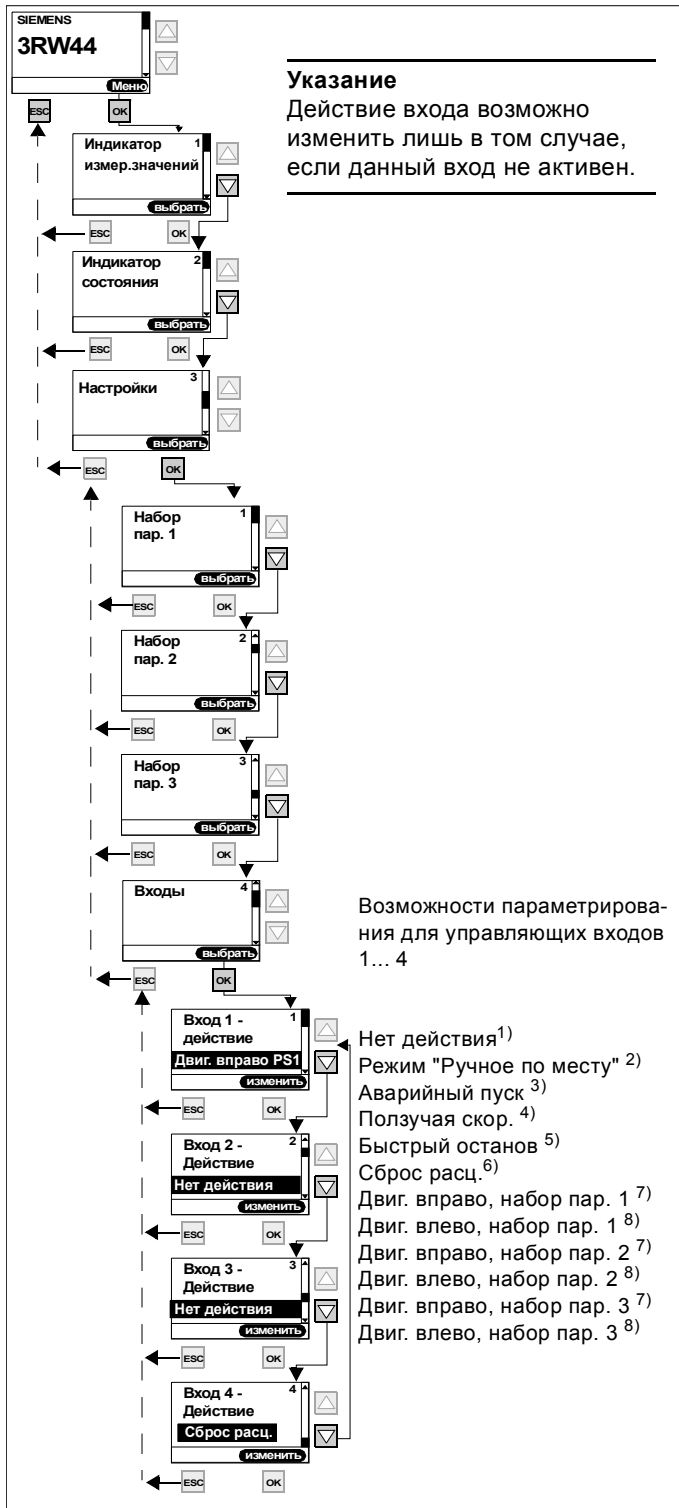 SIEMENS
3RW44
Меню
ESC
OK
Указание
Действие входа возможно
изменить лишь в том случае,
если данный вход не активен.
Индикатор 1
измер.значений
выбрать
ESC
OK
Индикатор 2
состояния
выбрать
ESC
OK
3
Настройки
выбрать
ESC
OK
Набор 1
пар. 1
выбрать
ESC
OK
Набор 2
пар. 2
выбрать
ESC
OK
Набор 3
пар. 3
выбрать
ESC
OK
Входы 4
выбрать
ESC
OK
Возможности параметрирова-
ния для управляющих входов
1... 4
Вход 1 - 1
действие
Двиг. вправо PS1
изменить
ESC
OK
Вход 2 - 2
Действие
Нет действия
изменить
ESC
OK
Вход 3 - 3
Действие
Нет действия
изменить
ESC
OK
Вход 4 - 4
Действие
Сброс расц.
изменить
ESC
OK
Нет действия1)
Режим "Ручное по месту" 2)
Аварийный пуск 3)
Ползучая скор. 4)
Быстрый останов 5)
Сброс расц.6)
Двиг. вправо, набор пар. 1 7)
Двиг. влево, набор пар. 1 8)
Двиг. вправо, набор пар. 2 7)
Двиг. влево, набор пар. 2 8)
Двиг. вправо, набор пар. 3 7)
Двиг. влево, набор пар. 3 8)